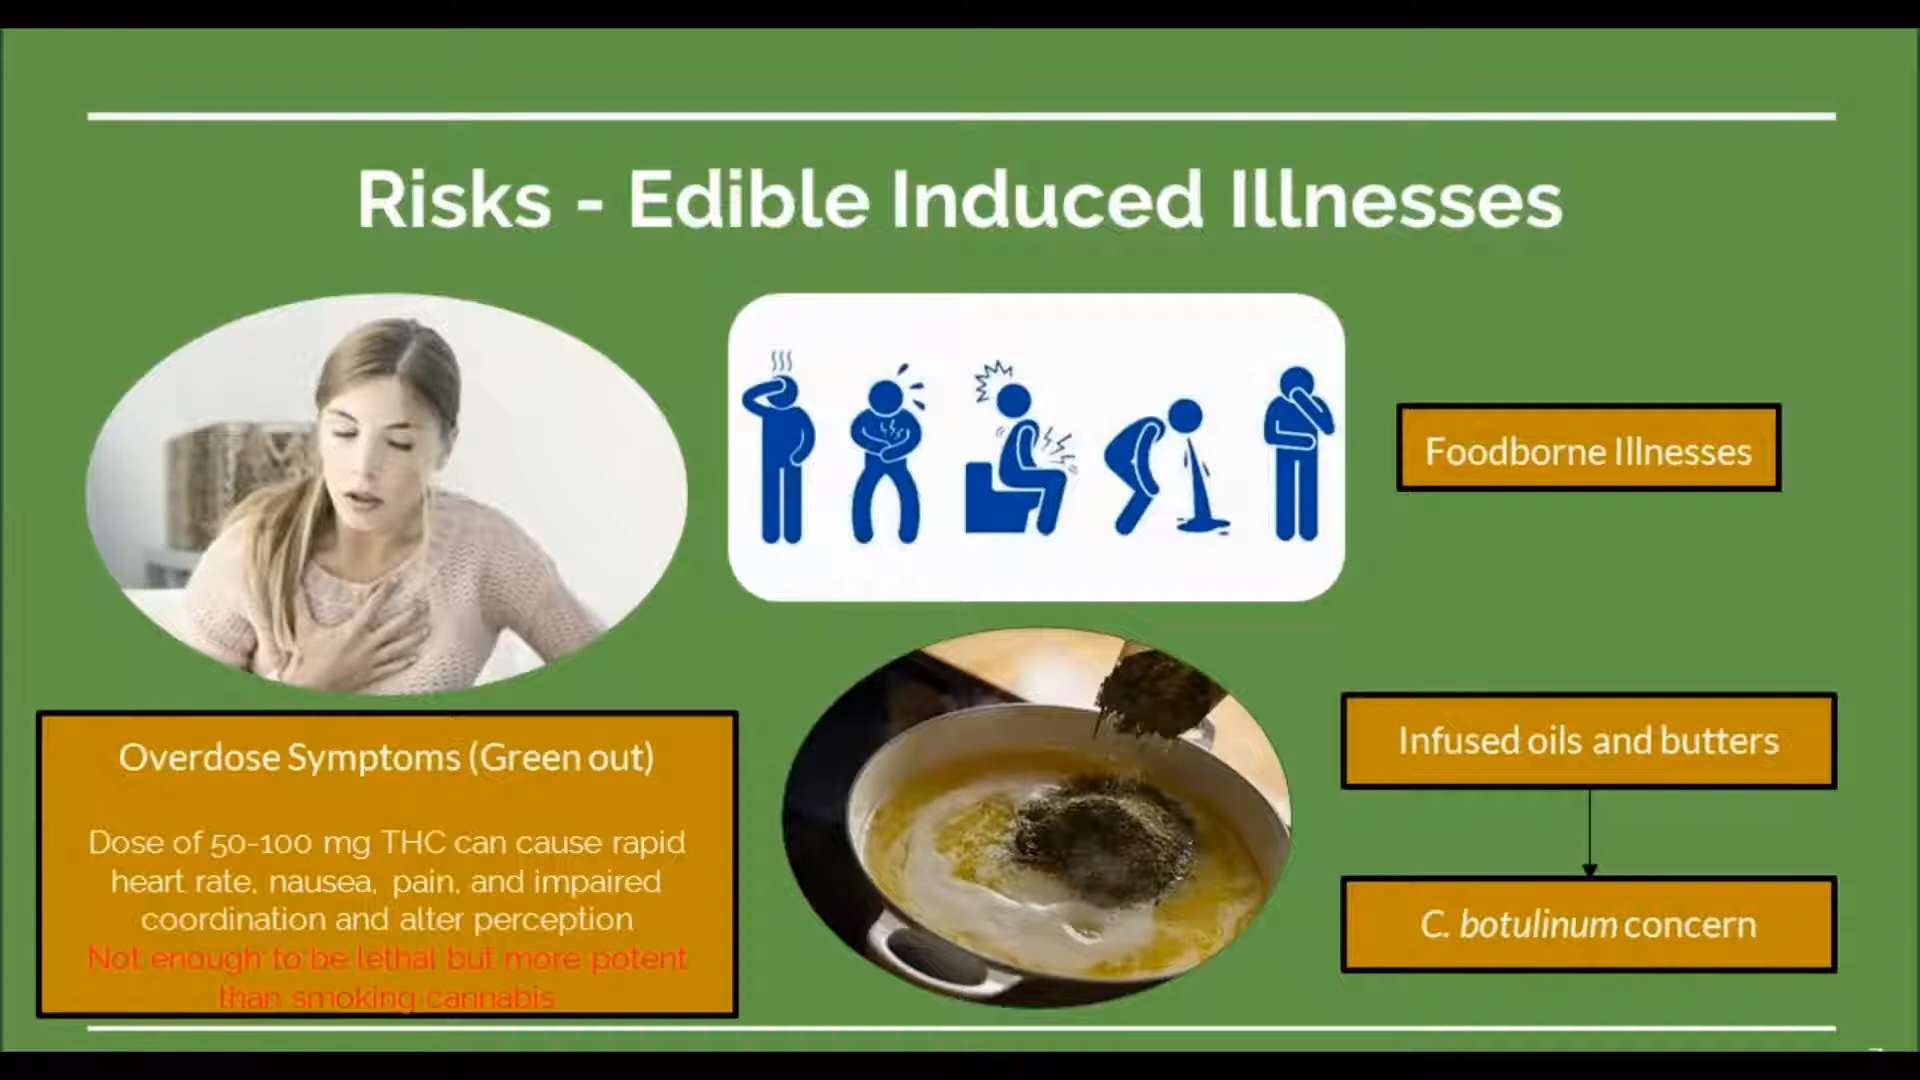 Risks - Edible Induced Illnesses
Foodborne Illnesses
Overdose Symptoms (Green out)
Dose of 50-100 mg THC can cause rapid
heart rate, nausea, pain, and impaired
coordination and alter perception
Not enough to be lethal but more potent
than smoking cannabis
Infused oils and butters
C. botulinum concern